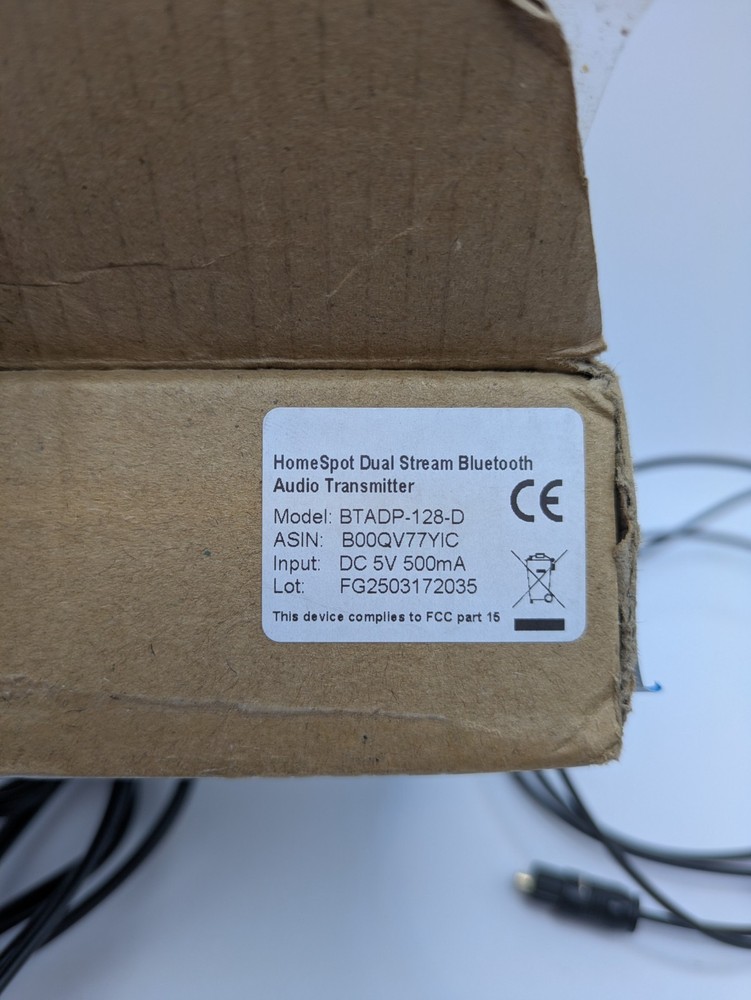 HomeSpot Dual Stream Bluetooth
Audio Transmitter
CE
Model: BTADP-128-D
ASIN: B00QV77YIC
Input: DC 5V 500mA
Lot: FG2503172035
This device complies to FCC part 15